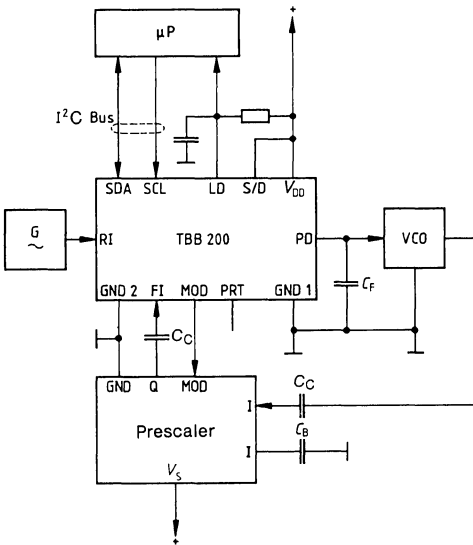 +
µP
I²C Bus
SDA SCL LD S/D V_DD
G
~
RI TBB 200 PD
VCO
C_F
GND 2 FI MOD PRT GND 1
C_C
GND Q MOD
C_C
I
Prescaler
C_B
I
V_S
+